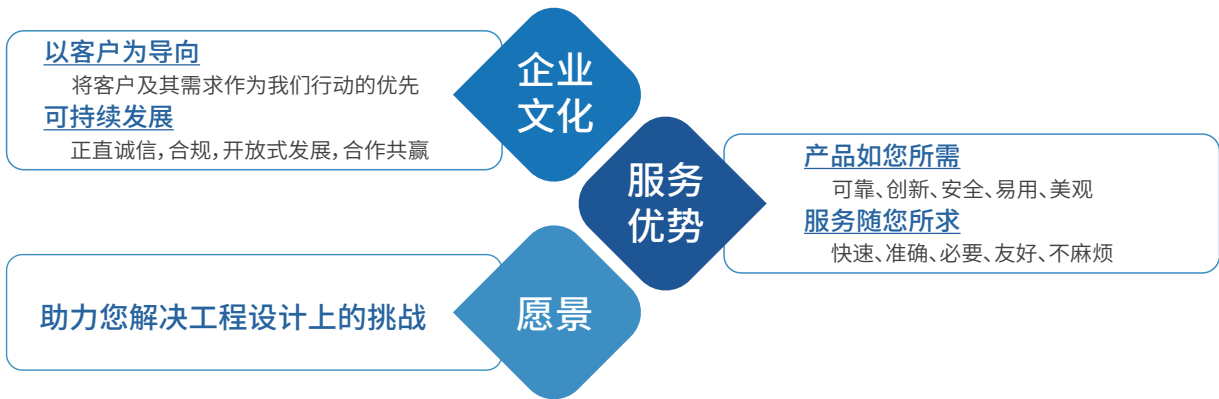 企业
文化
以客户为导向
将客户及其需求作为我们行动的优先
可持续发展
正直诚信，合规，开放式发展，合作共赢
服务
优势
产品如您所需
可靠、创新、安全、易用、美观
服务随您所求
快速、准确、必要、友好、不麻烦
愿景
助力您解决工程设计上的挑战